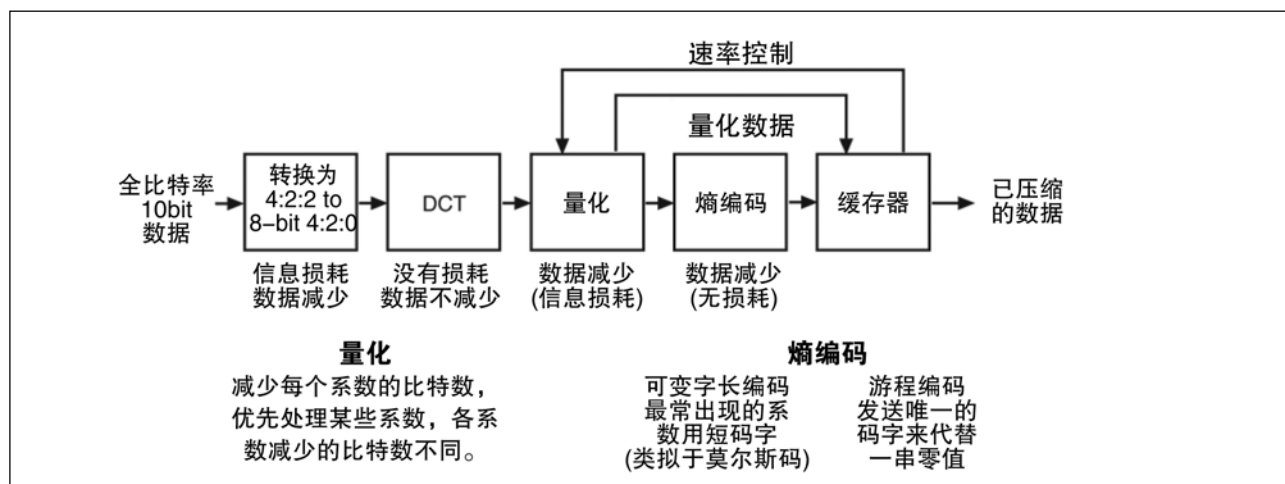 速率控制
量化数据
全比特率
10bit
数据
转换为
4:2:2 to
8–bit 4:2:0
DCT
量化
熵编码
缓存器
已压缩
的数据
信息损耗
数据减少
没有损耗
数据不减少
数据减少
(信息损耗)
数据减少
(无损耗)
量化
减少每个系数的比特数，
优先处理某些系数，各系
数减少的比特数不同。
熵编码
可变字长编码
最常出现的系
数用短码字
(类拟于莫尔斯码)
游程编码
发送唯一的
码字来代替
一串零值